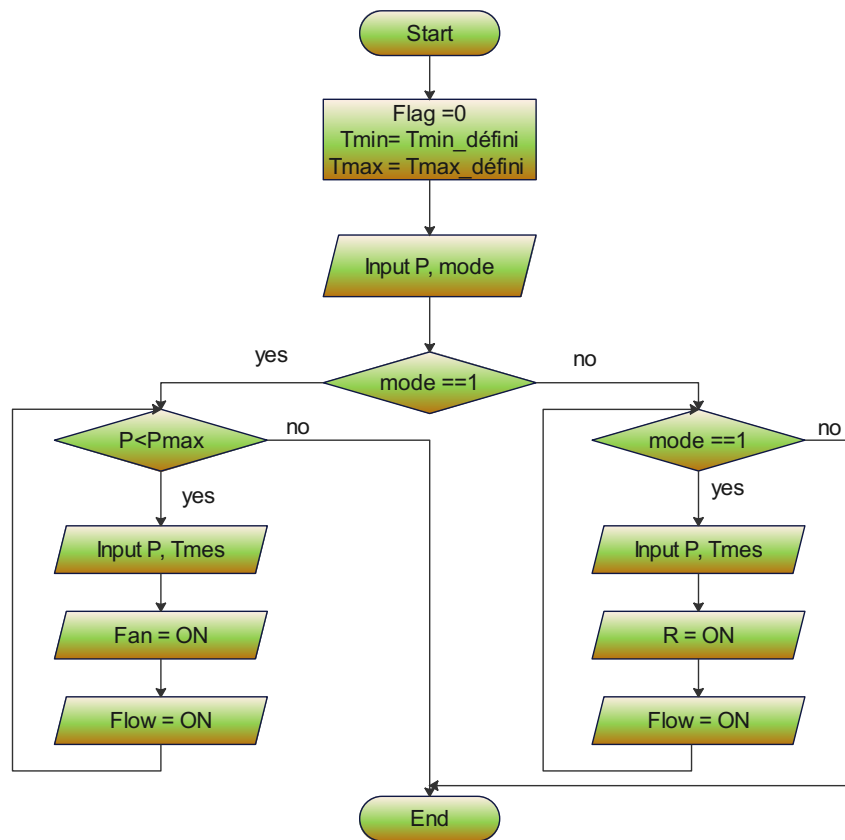 Start
Flag =0
Tmin= Tmin_défini
Tmax = Tmax_défini
Input P, mode
yes
mode ==1
no
P<Pmax
no
yes
Input P, Tmes
Fan = ON
Flow = ON
mode ==1
no
yes
Input P, Tmes
R = ON
Flow = ON
End